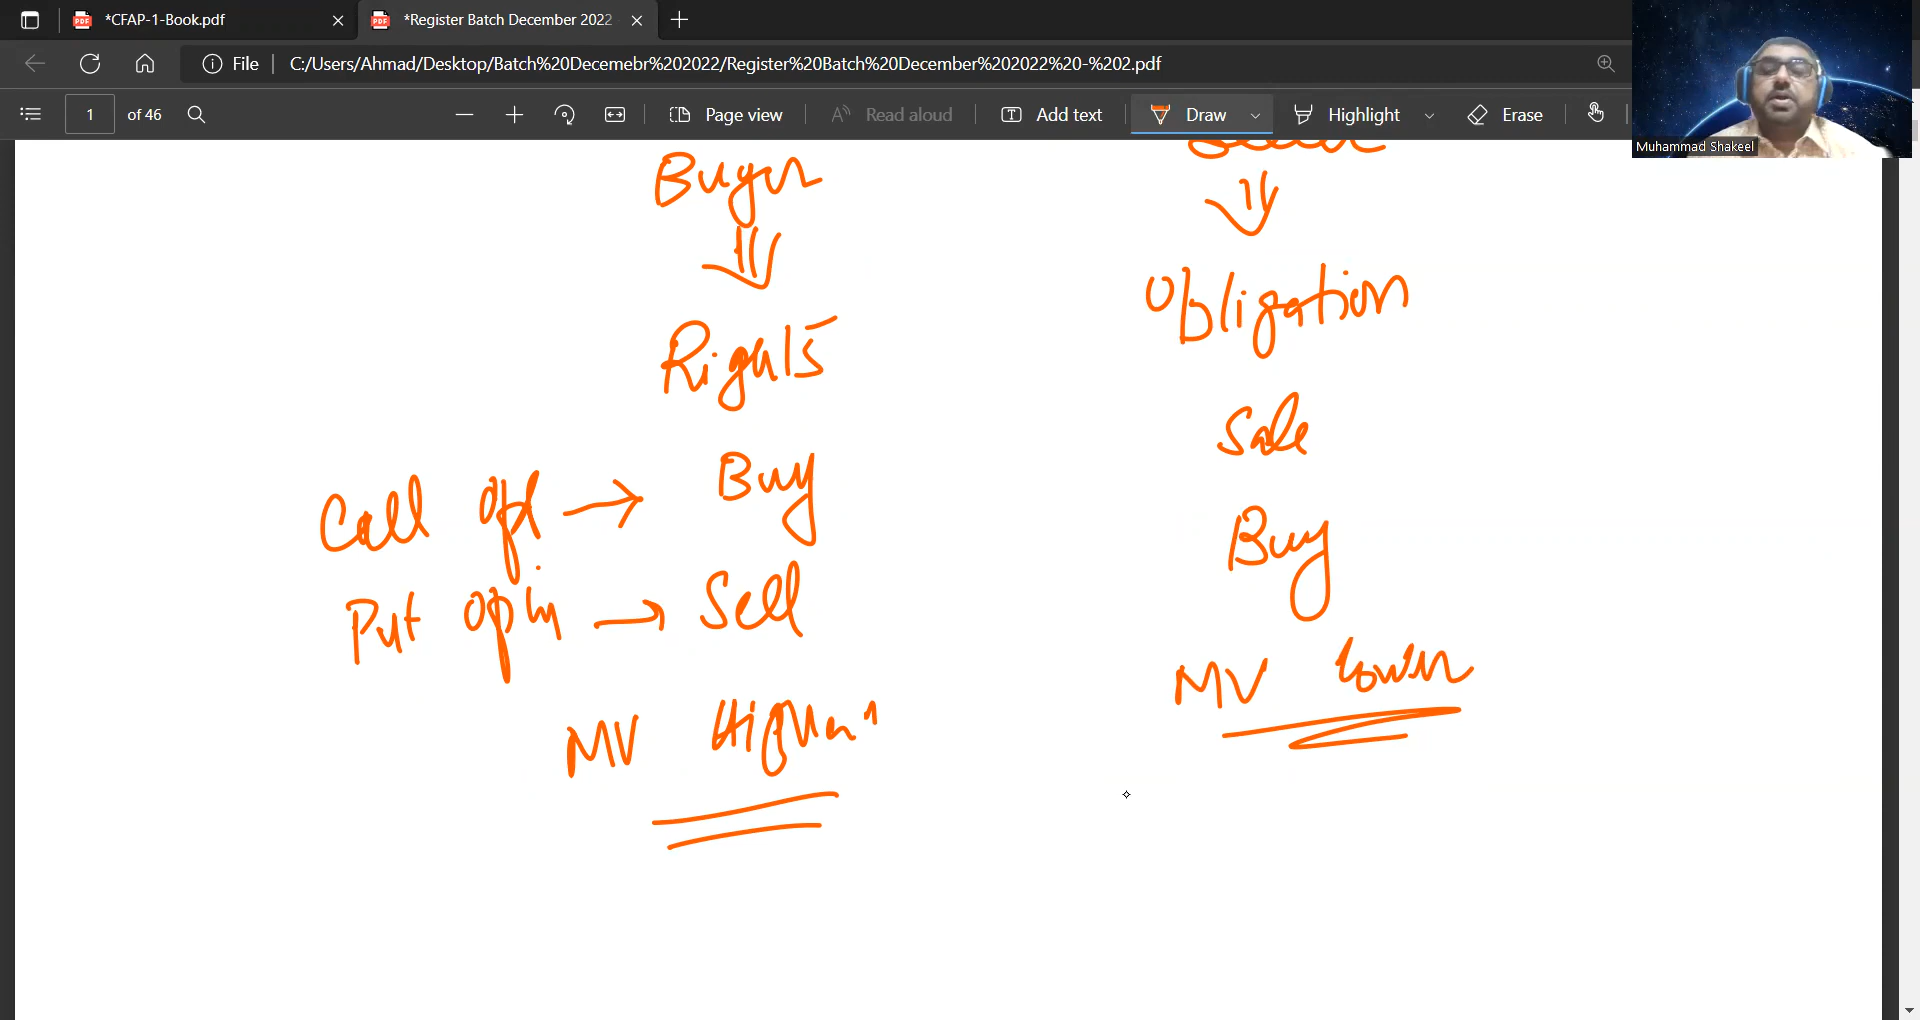 *CFAP-1-Book.pdf
*Register Batch December 2022
File
C:/Users/Ahmad/Desktop/Batch%20Decemebr%202022/Register%20Batch%20December%202022%20-%202.pdf
1 of 46
Page view
Read aloud
Add text
Draw
Highlight
Erase
Muhammad Shakeel
Buyer
Rights
Obligation
Sale
Call opt → Buy
Buy
Put option → Sell
MV Lower
MV Higher